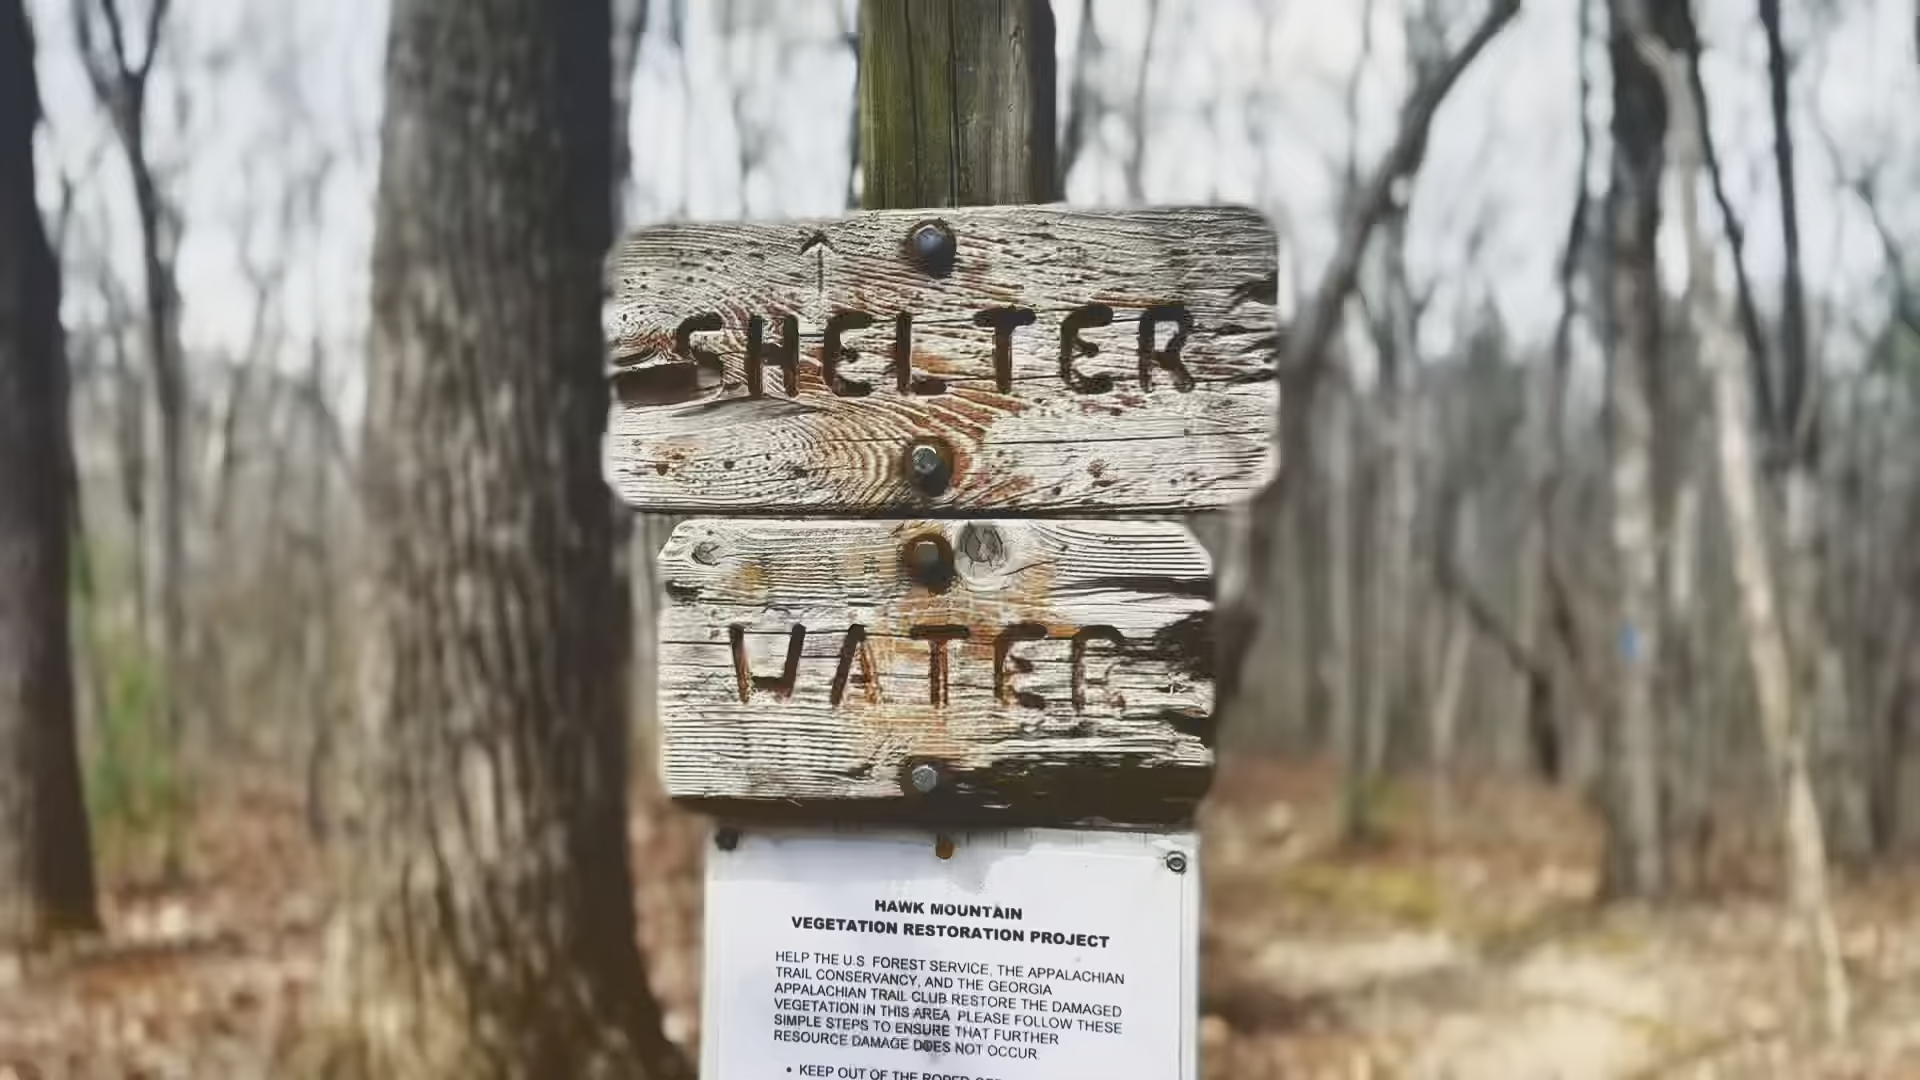 SHELTER
WATER
HAWK MOUNTAIN
VEGETATION RESTORATION PROJECT
HELP THE U.S. FOREST SERVICE, THE APPALACHIAN
TRAIL CONSERVANCY, AND THE GEORGIA
APPALACHIAN TRAIL CLUB RESTORE THE DAMAGED
VEGETATION IN THIS AREA. PLEASE FOLLOW THESE
SIMPLE STEPS TO ENSURE THAT FURTHER
RESOURCE DAMAGE DOES NOT OCCUR.
• KEEP OUT OF THE ROPED